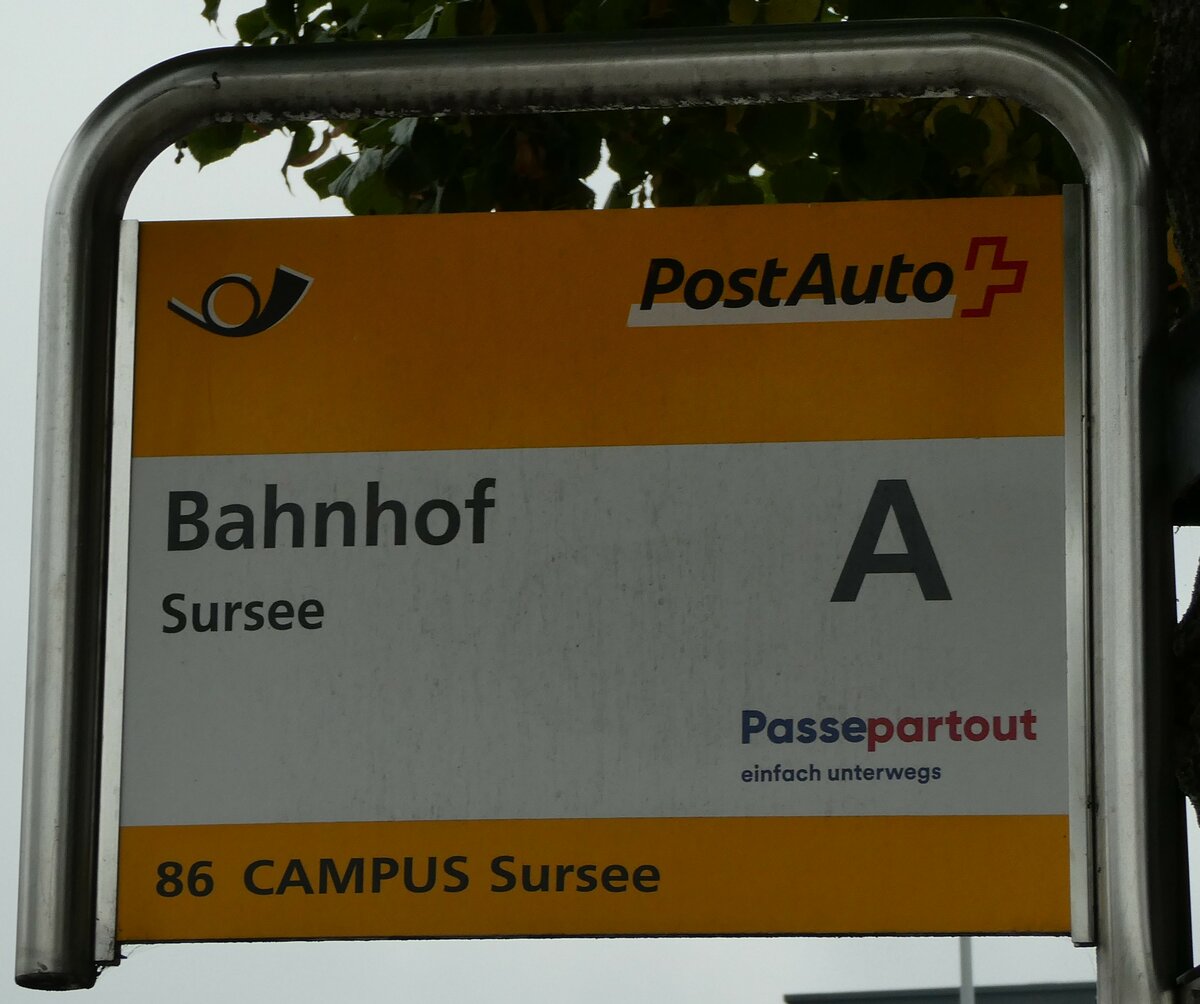 PostAuto
Bahnhof
A
Sursee
Passepartout
einfach unterwegs
86 CAMPUS Sursee